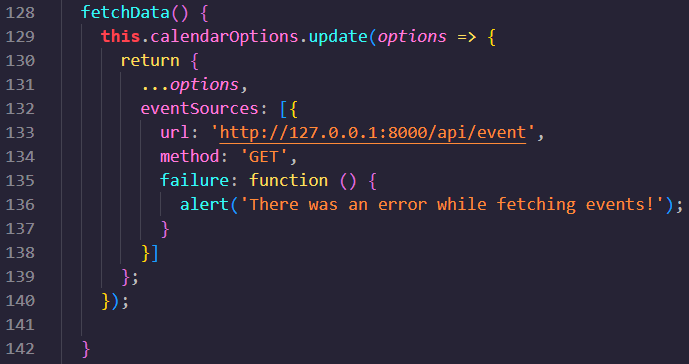 128 fetchData() {
129 this.calendarOptions.update(options => {
130 return {
131 ...options,
132 eventSources: [{
133 url: 'http://127.0.0.1:8000/api/event',
134 method: 'GET',
135 failure: function () {
136 alert('There was an error while fetching events!');
137 }
138 }]
139 };
140 });
141
142 }